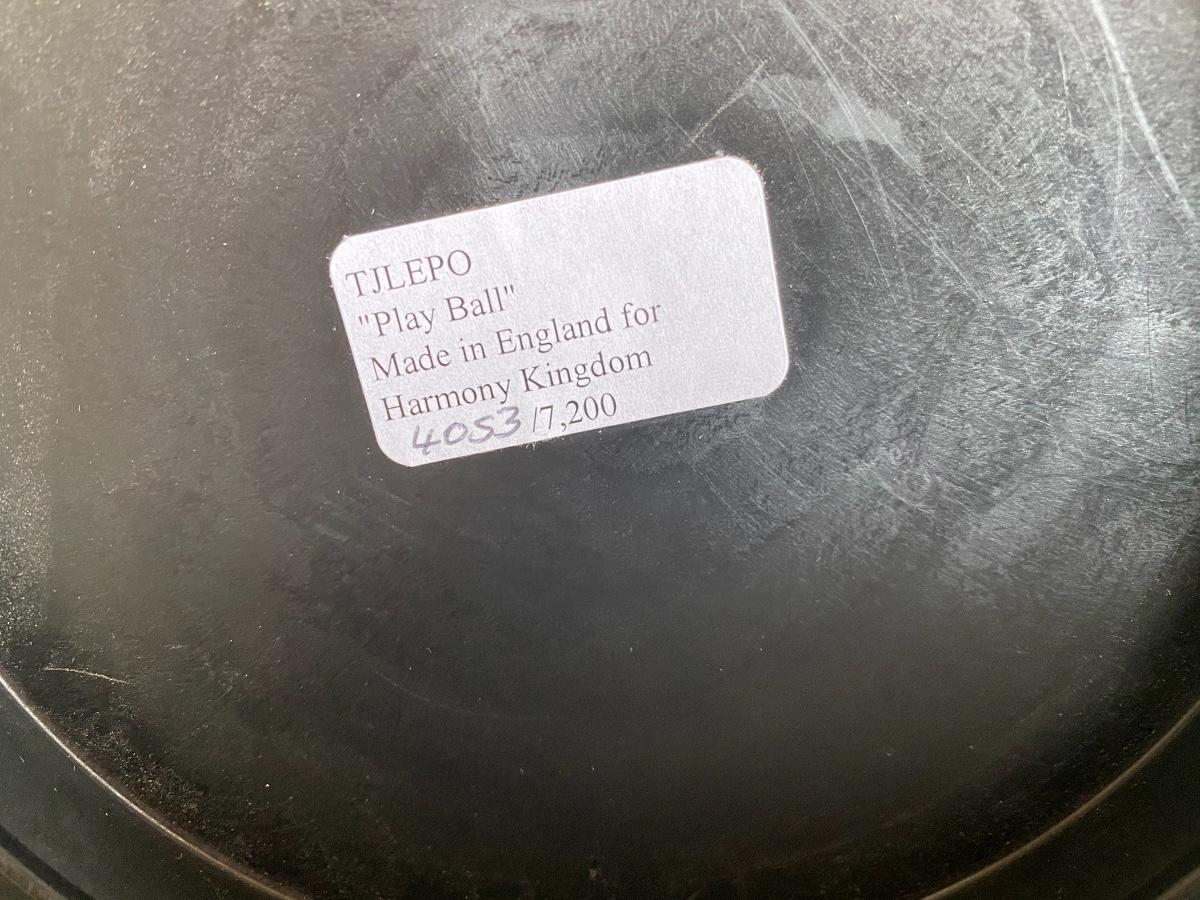 TJLEPO
"Play Ball"
Made in England for
Harmony Kingdom
4053 /7,200